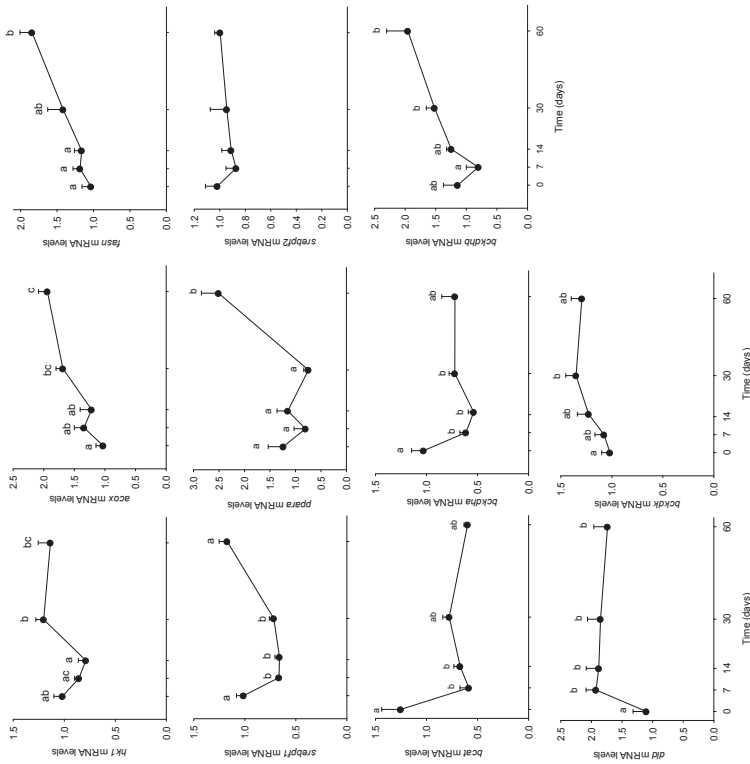 hk1 mRNA levels
1.5
1.0
0.5
0.0
ab
ac
a
b
bc
acox mRNA levels
2.5
2.0
1.5
1.0
0.5
0.0
a
ab
ab
bc
c
fasn mRNA levels
2.0
1.5
1.0
0.5
0.0
a
a
a
ab
b
srebpf1 mRNA levels
1.5
1.0
0.5
0.0
a
b
b
b
a
ppara mRNA levels
3.0
2.5
2.0
1.5
1.0
0.5
0.0
a
a
a
a
b
srebpf2 mRNA levels
1.2
1.0
0.8
0.6
0.4
0.2
0.0
bcat mRNA levels
1.5
1.0
0.5
0.0
a
b
b
ab
ab
bckdha mRNA levels
1.5
1.0
0.5
0.0
a
b
b
b
ab
bckdhb mRNA levels
2.5
2.0
1.5
1.0
0.5
0.0
ab
a
ab
b
b
0 7 14 30 60
Time (days)
dld mRNA levels
2.5
2.0
1.5
1.0
0.5
0.0
a
b
b
b
b
0 7 14 30 60
Time (days)
bckdk mRNA levels
1.5
1.0
0.5
0.0
a
ab
ab
b
ab
0 7 14 30 60
Time (days)